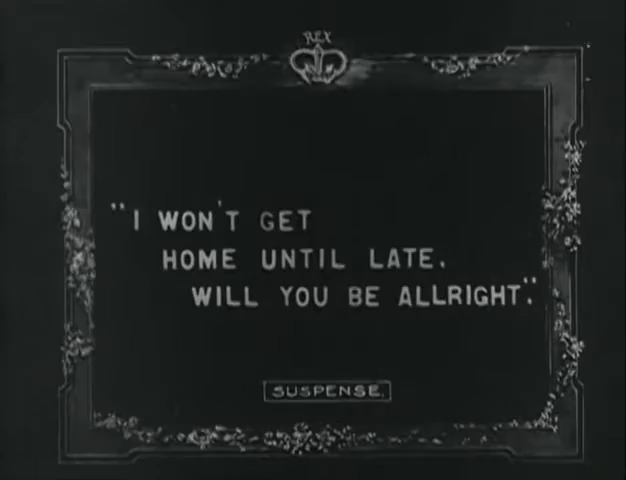 REX
"I WON'T GET
HOME UNTIL LATE.
WILL YOU BE ALLRIGHT."
SUSPENSE.